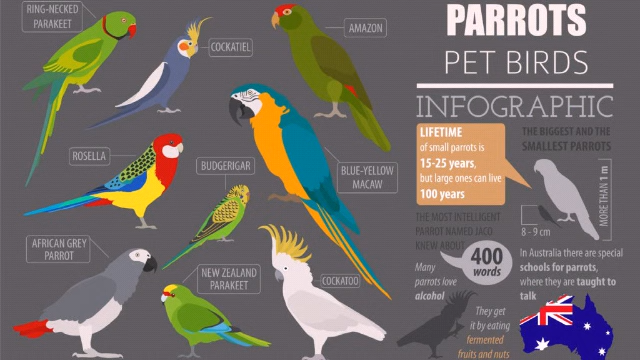 RING-NECKED
PARAKEET
COCKATIEL
AMAZON
ROSELLA
BUDGERIGAR
BLUE-YELLOW
MACAW
AFRICAN GREY
PARROT
NEW ZEALAND
PARAKEET
COCKATOO
PARROTS
PET BIRDS
INFOGRAPHIC
LIFETIME
of small parrots is
15-25 years,
but large ones can live
100 years
THE BIGGEST AND THE
SMALLEST PARROTS
MORE THAN 1 m
8 - 9 cm
THE MOST INTELLIGENT
PARROT NAMED JACO
KNEW ABOUT
400
words
Many
parrots love
alcohol
They get
it by eating
fermented
fruits and nuts
In Australia there are special
schools for parrots,
where they are taught to
talk